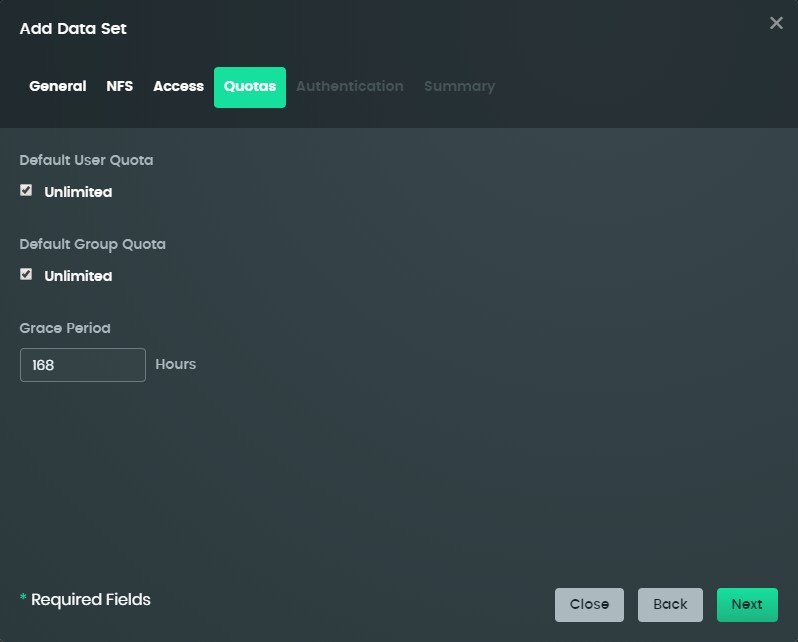 Add Data Set
General NFS Access Quotas Authentication Summary
Default User Quota
Unlimited
Default Group Quota
Unlimited
Grace Period
168 Hours
* Required Fields
Close Back Next